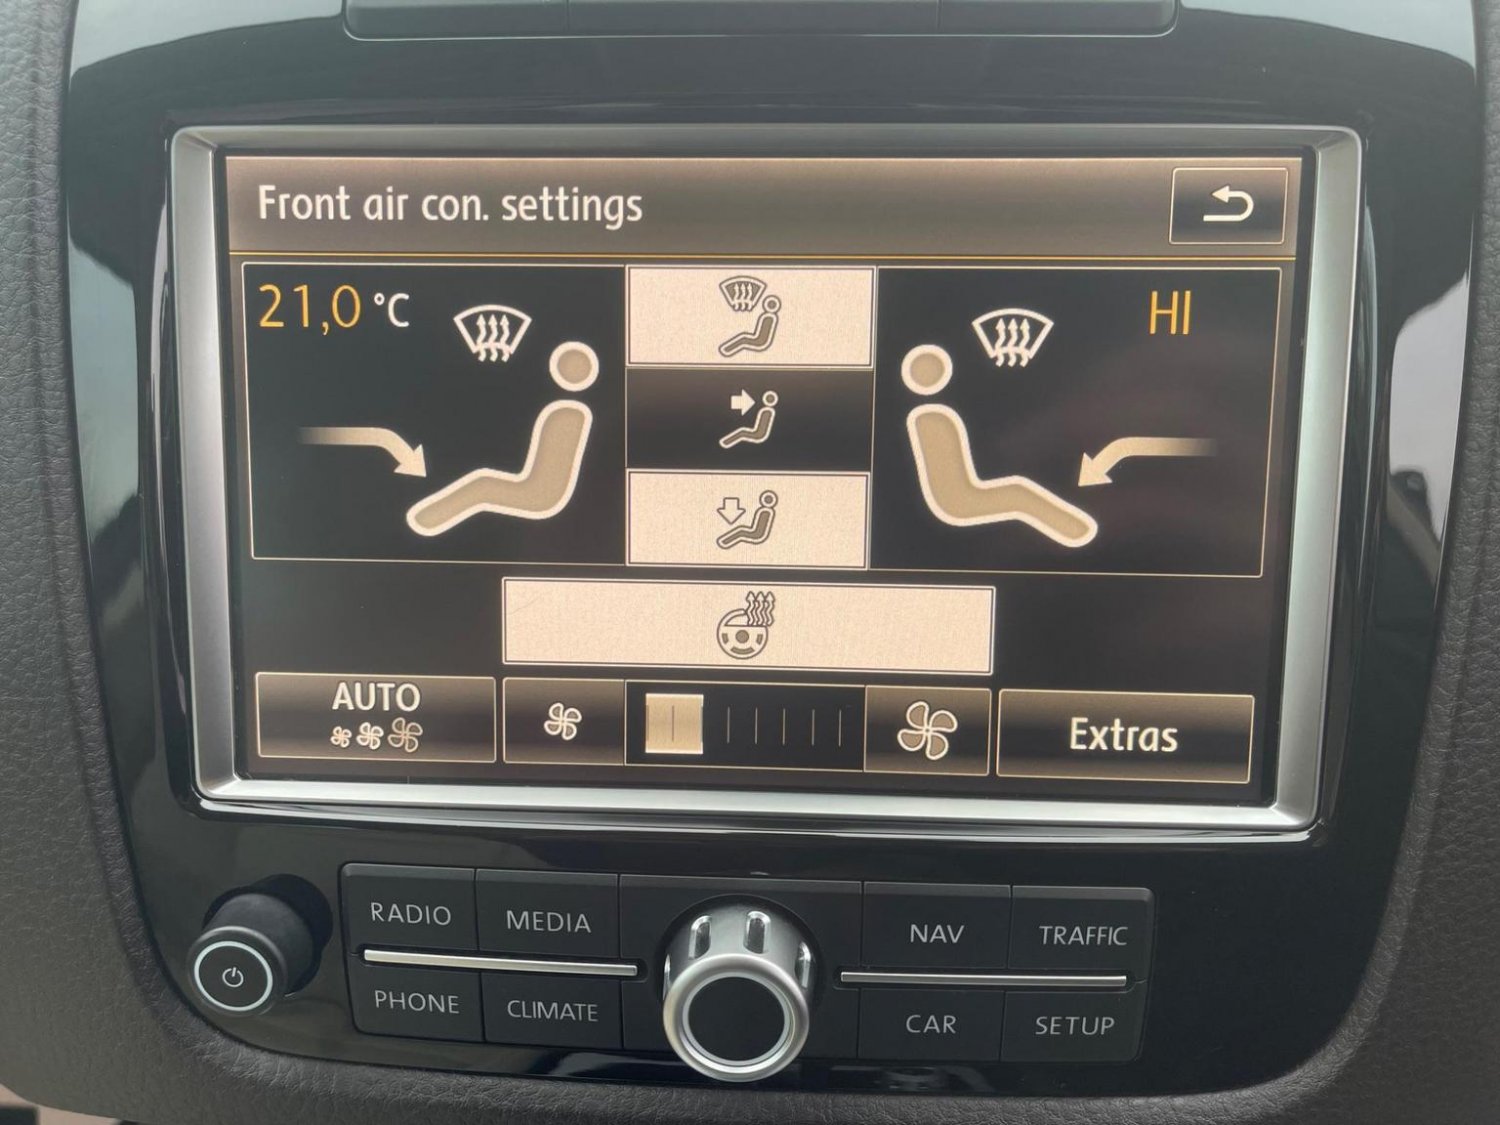 Front air con. settings
21,0 °C
HI
AUTO
Extras
RADIO
MEDIA
NAV
TRAFFIC
PHONE
CLIMATE
CAR
SETUP